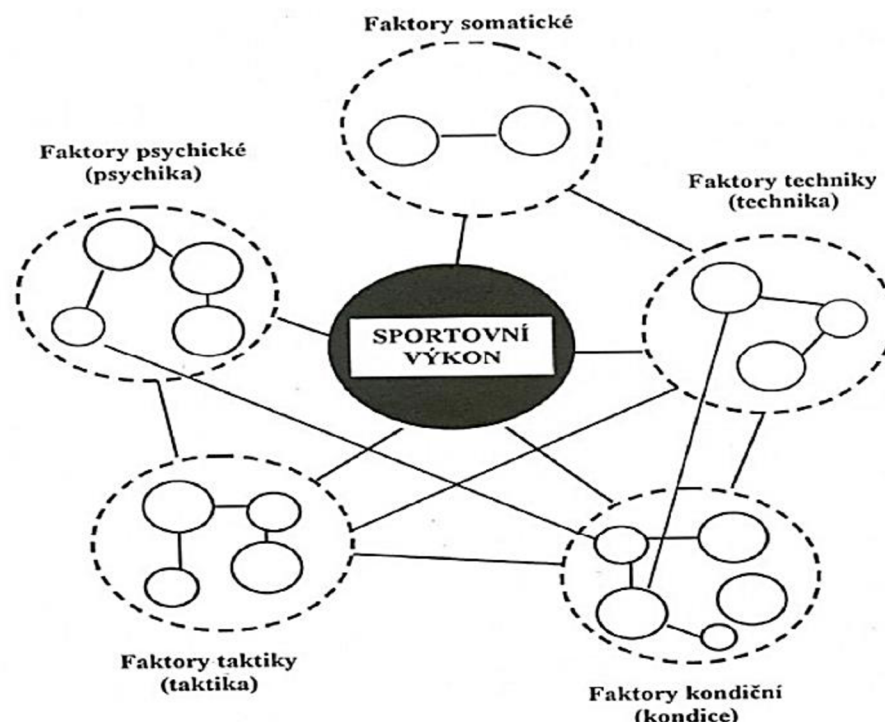 Faktory somatické
Faktory psychické
(psychika)
Faktory techniky
(technika)
SPORTOVNÍ
VÝKON
Faktory taktiky
(taktika)
Faktory kondiční
(kondice)